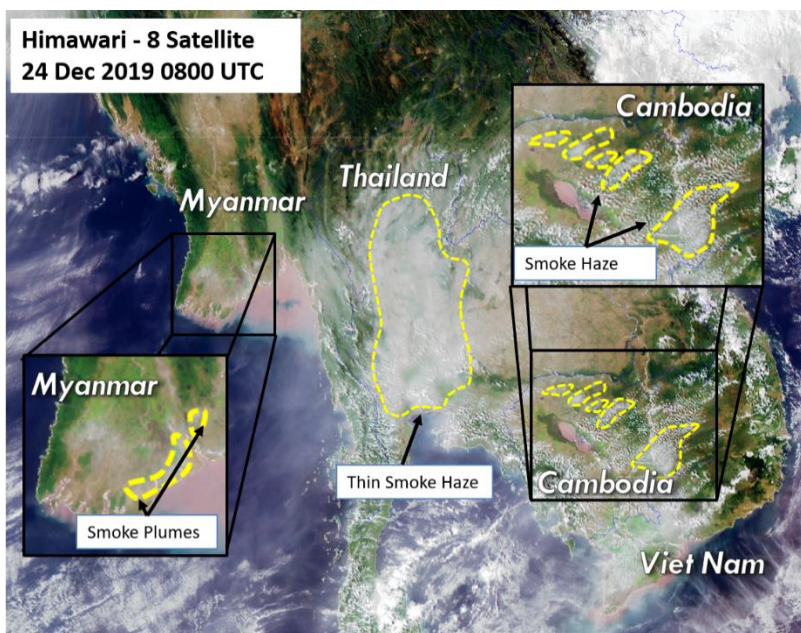 Himawari - 8 Satellite
24 Dec 2019 0800 UTC
Cambodia
Thailand
Myanmar
Smoke Haze
Myanmar
Thin Smoke Haze
Cambodia
Smoke Plumes
Viet Nam